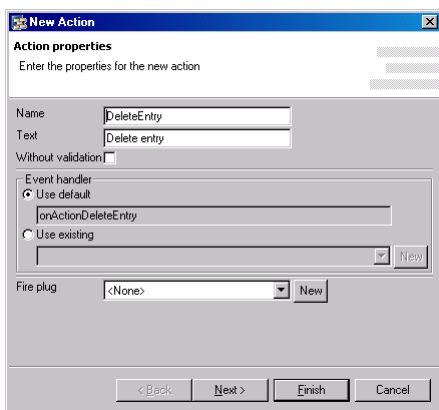 New Action
Action properties
Enter the properties for the new action
Name DeleteEntry
Text Delete entry
Without validation
Event handler
Use default
onActionDeleteEntry
Use existing
New
Fire plug <None> New
< Back Next > Finish Cancel